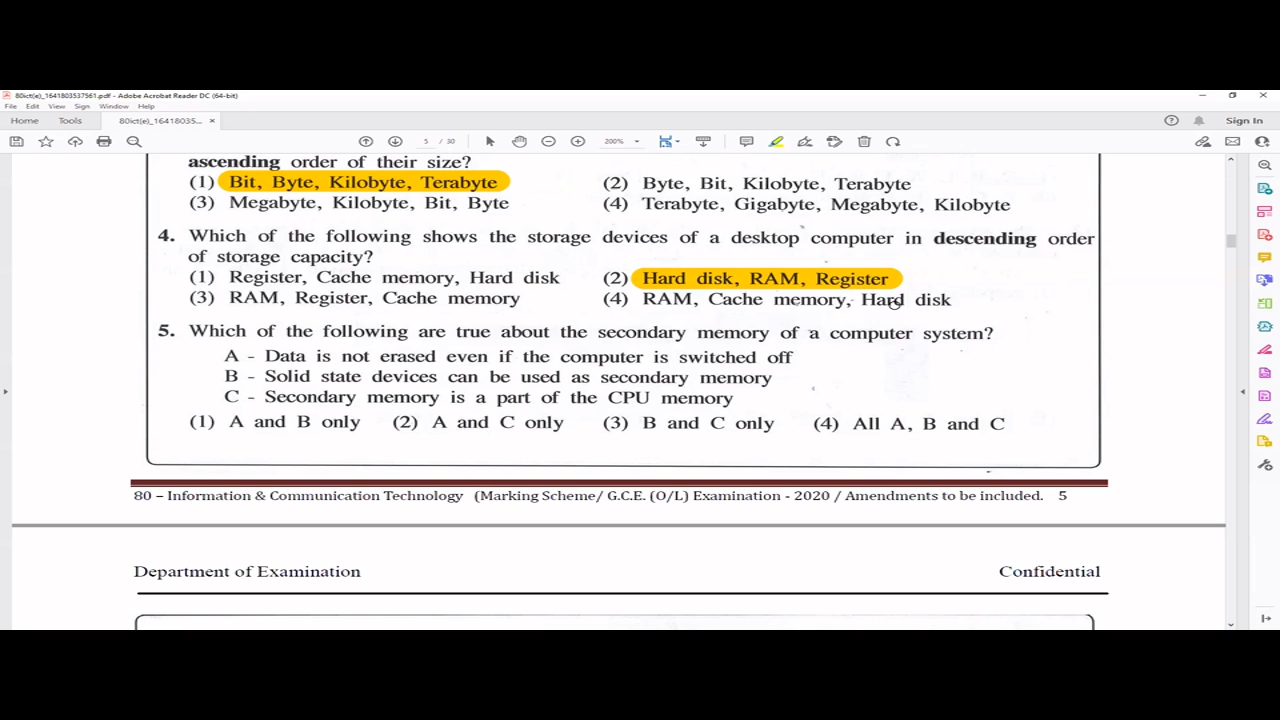 80ict(e)_1641803537561.pdf - Adobe Acrobat Reader DC (64-bit)
File Edit View Sign Window Help
Home Tools 80ict(e)_16418035... × Sign In
5 / 30 200%
ascending order of their size?
(1) Bit, Byte, Kilobyte, Terabyte (2) Byte, Bit, Kilobyte, Terabyte
(3) Megabyte, Kilobyte, Bit, Byte (4) Terabyte, Gigabyte, Megabyte, Kilobyte
4. Which of the following shows the storage devices of a desktop computer in descending order
of storage capacity?
(1) Register, Cache memory, Hard disk (2) Hard disk, RAM, Register
(3) RAM, Register, Cache memory (4) RAM, Cache memory, Hard disk
5. Which of the following are true about the secondary memory of a computer system?
A - Data is not erased even if the computer is switched off
B - Solid state devices can be used as secondary memory
C - Secondary memory is a part of the CPU memory
(1) A and B only (2) A and C only (3) B and C only (4) All A, B and C
80 – Information & Communication Technology (Marking Scheme/ G.C.E. (O/L) Examination - 2020 / Amendments to be included. 5
Department of Examination Confidential